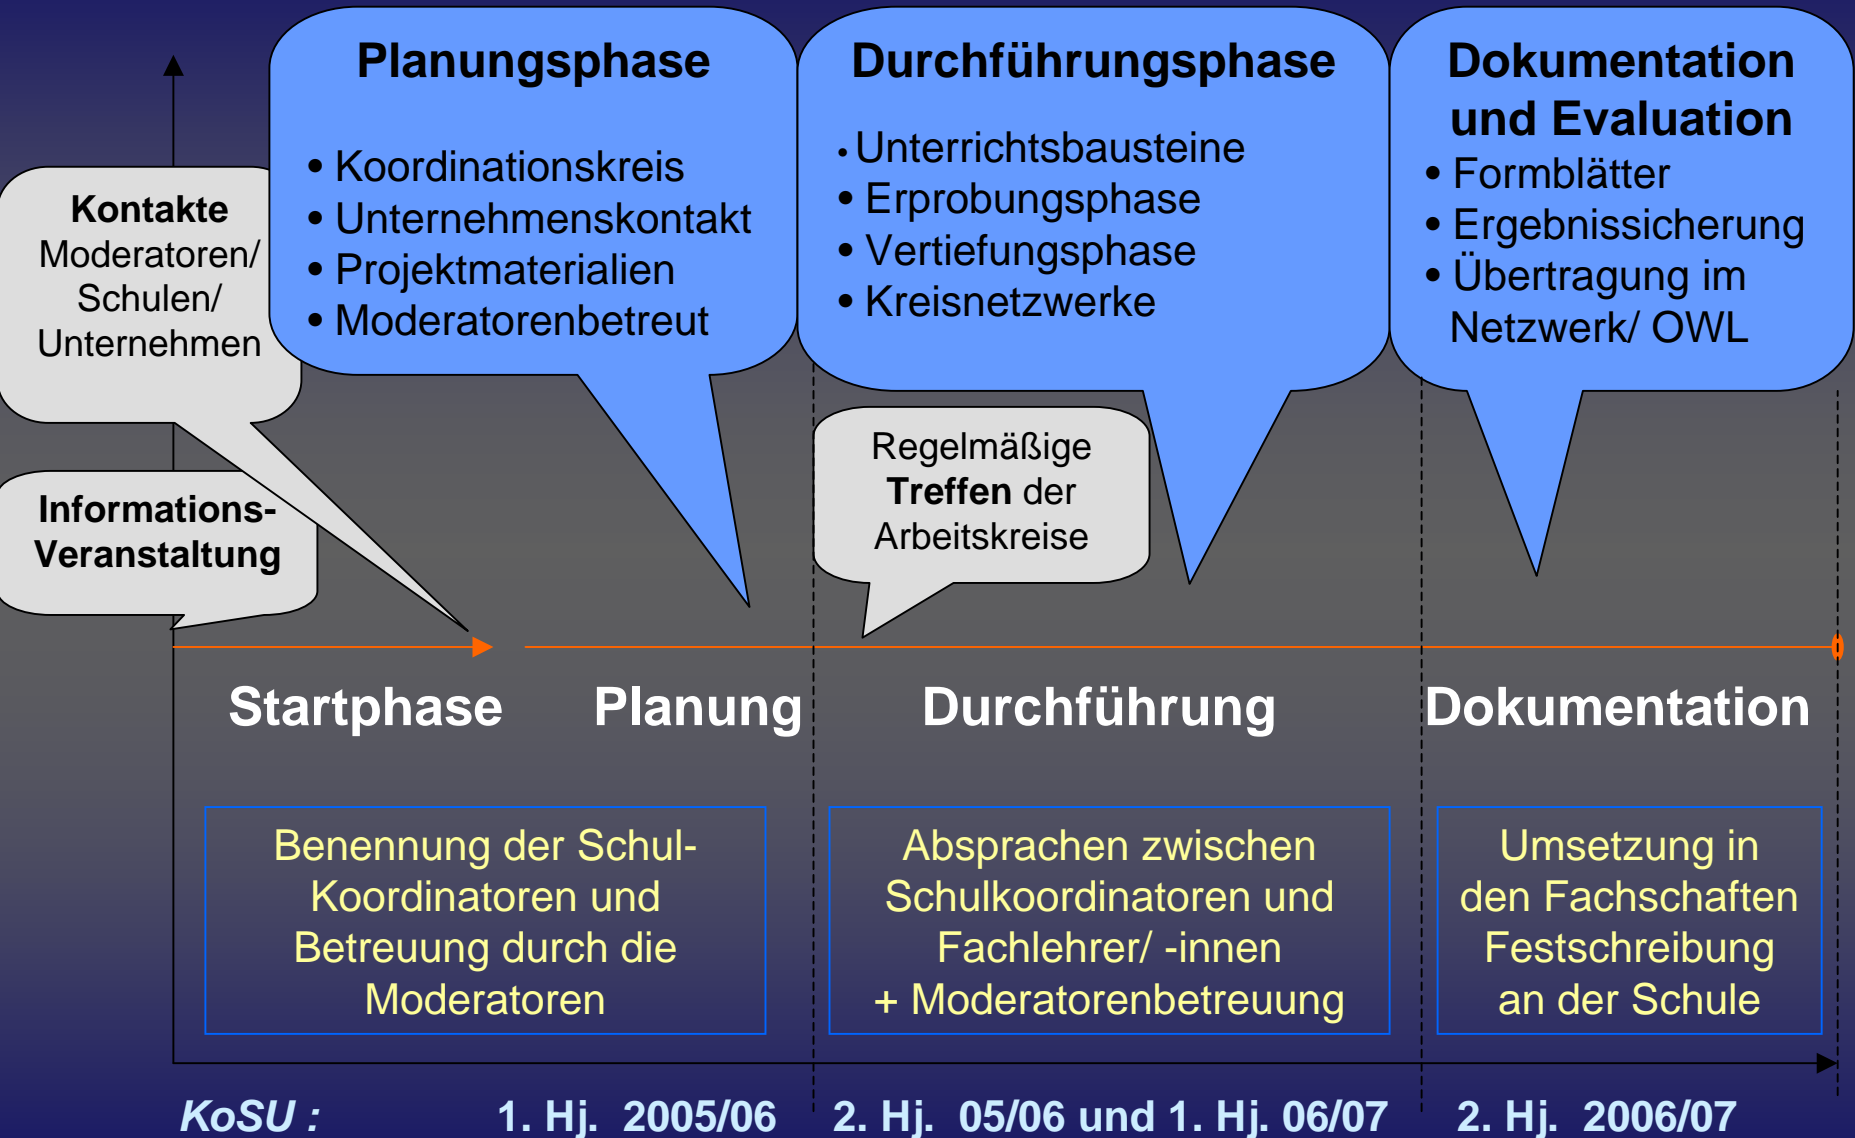 Planungsphase
• Koordinationskreis
• Unternehmenskontakt
• Projektmaterialien
• Moderatorenbetreut
Durchführungsphase
• Unterrichtsbausteine
• Erprobungsphase
• Vertiefungsphase
• Kreisnetzwerke
Dokumentation
und Evaluation
• Formblätter
• Ergebnissicherung
• Übertragung im
Netzwerk/ OWL
Kontakte
Moderatoren/
Schulen/
Unternehmen
Informations-
Veranstaltung
Regelmäßige
Treffen der
Arbeitskreise
Startphase
Planung
Durchführung
Dokumentation
Benennung der Schul-
Koordinatoren und
Betreuung durch die
Moderatoren
Absprachen zwischen
Schulkoordinatoren und
Fachlehrer/ -innen
+ Moderatorenbetreuung
Umsetzung in
den Fachschaften
Festschreibung
an der Schule
KoSU :
1. Hj. 2005/06
2. Hj. 05/06 und 1. Hj. 06/07
2. Hj. 2006/07